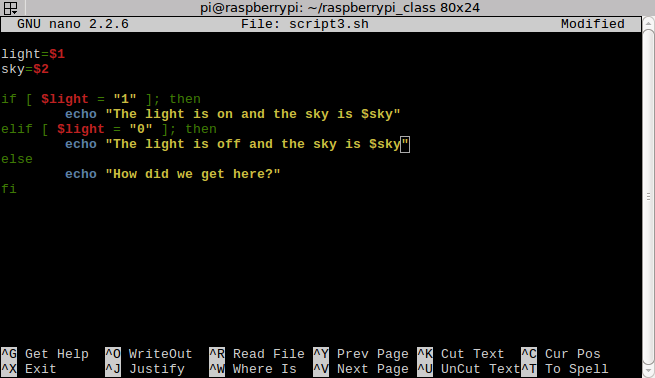 pi@raspberrypi: ~/raspberrypi_class 80x24
GNU nano 2.2.6 File: script3.sh Modified
light=$1
sky=$2
if [ $light = "1" ]; then
echo "The light is on and the sky is $sky"
elif [ $light = "0" ]; then
echo "The light is off and the sky is $sky"
else
echo "How did we get here?"
fi
^G Get Help ^O WriteOut ^R Read File ^Y Prev Page ^K Cut Text ^C Cur Pos
^X Exit ^J Justify ^W Where Is ^V Next Page ^U UnCut Text ^T To Spell